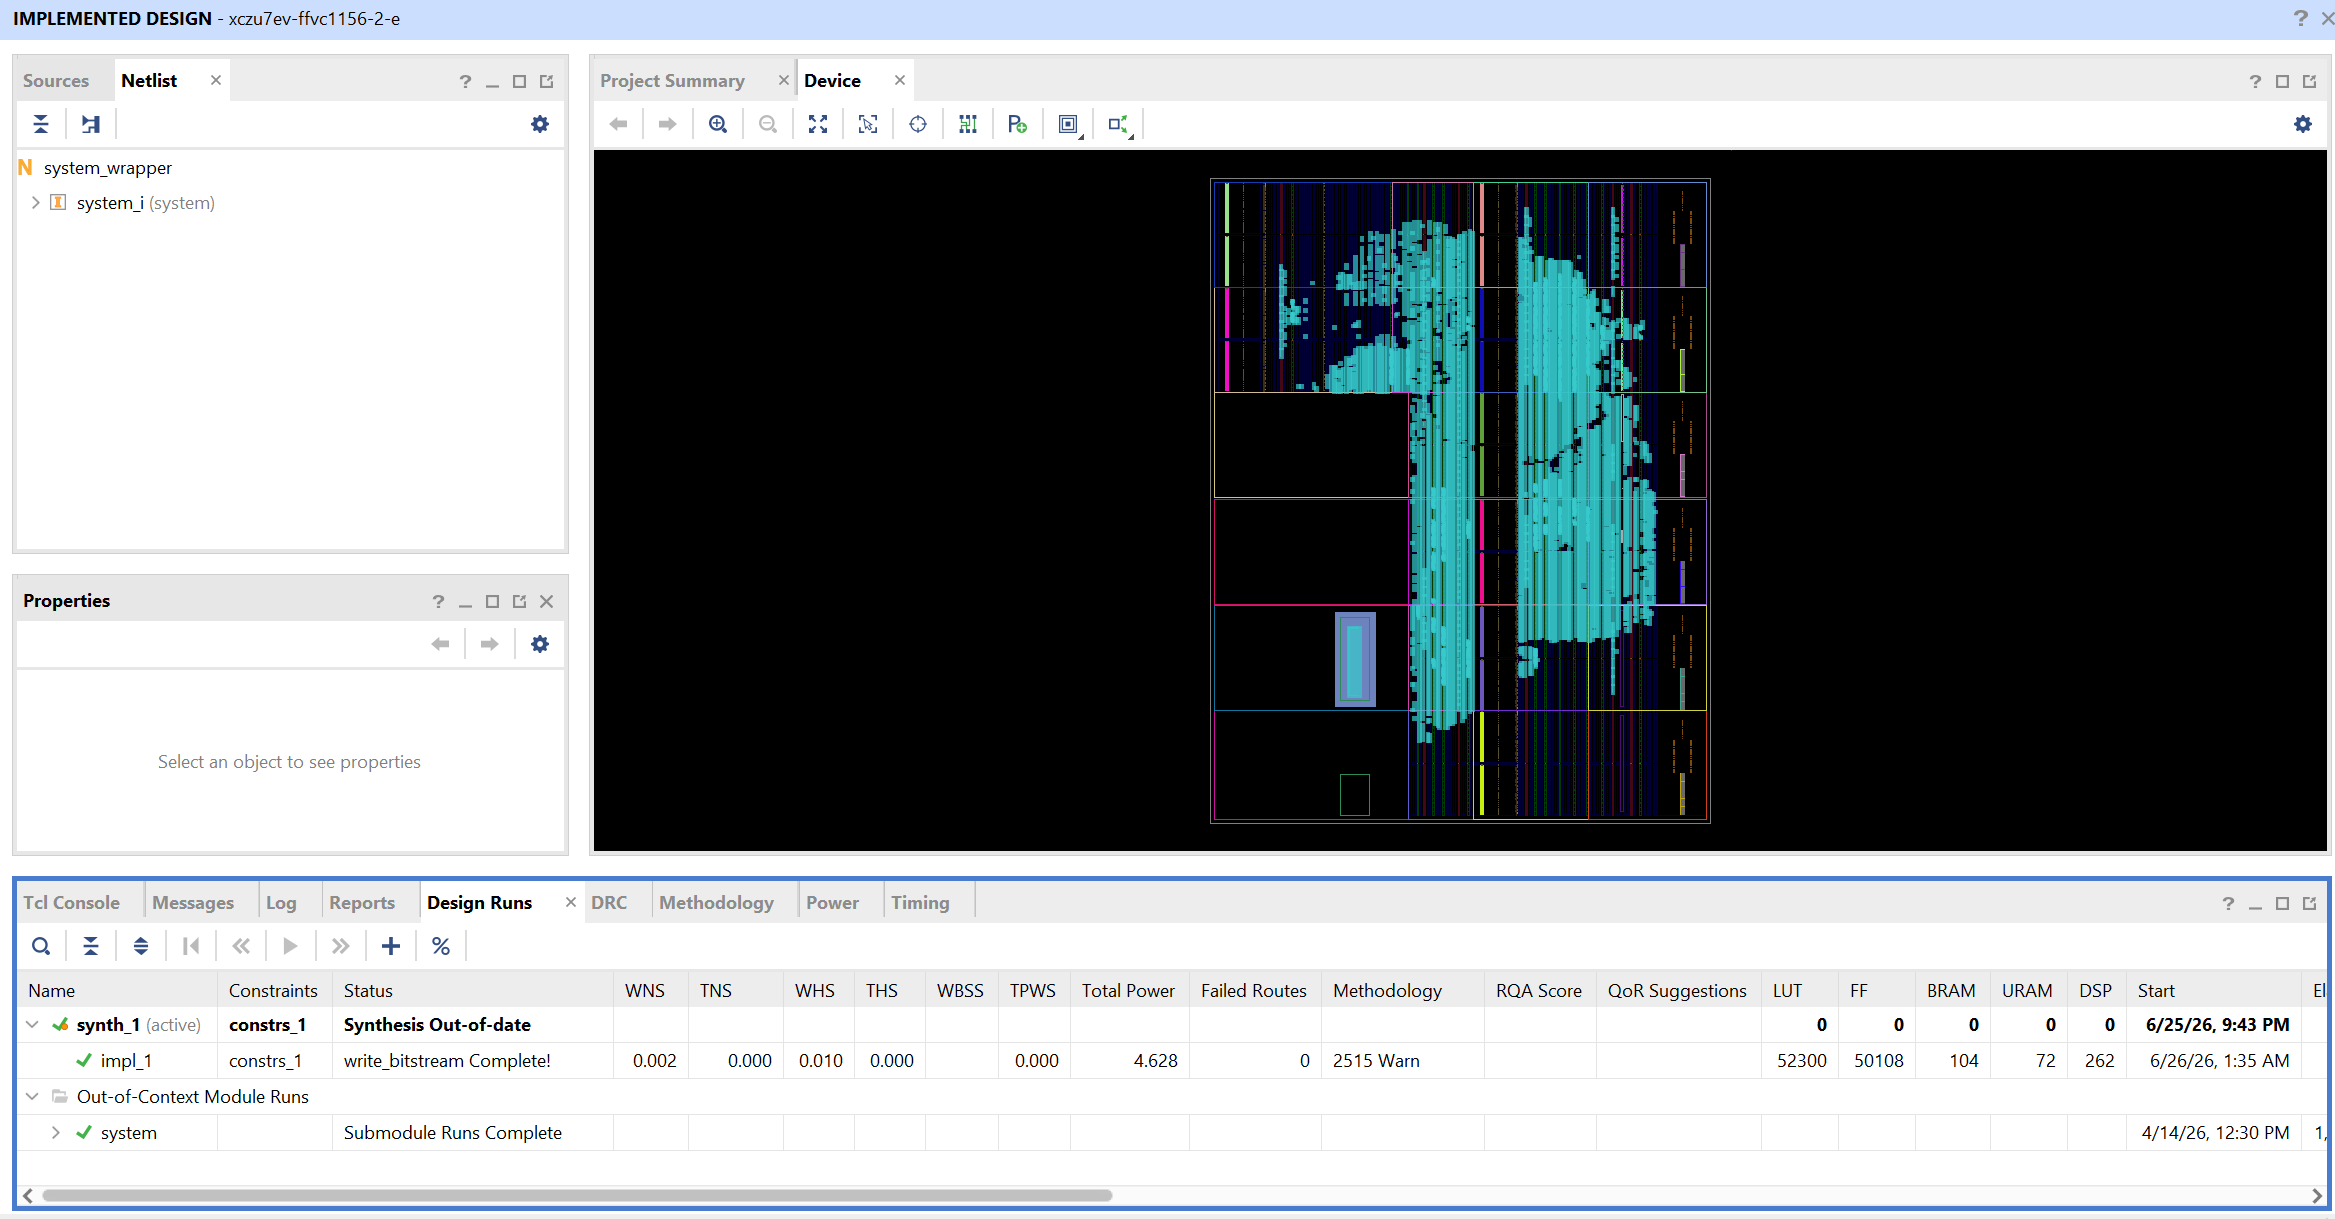 IMPLEMENTED DESIGN - xczu7ev-ffvc1156-2-e
Sources Netlist
system_wrapper
system_i (system)
Properties
Select an object to see properties
Project Summary Device
Tcl Console Messages Log Reports Design Runs DRC Methodology Power Timing
Name Constraints Status WNS TNS WHS THS WBSS TPWS Total Power Failed Routes Methodology RQA Score QoR Suggestions LUT FF BRAM URAM DSP Start El
synth_1 (active) constrs_1 Synthesis Out-of-date 0 0 0 0 0 6/25/26, 9:43 PM
impl_1 constrs_1 write_bitstream Complete! 0.002 0.000 0.010 0.000 0.000 4.628 0 2515 Warn 52300 50108 104 72 262 6/26/26, 1:35 AM
Out-of-Context Module Runs
system Submodule Runs Complete 4/14/26, 12:30 PM 1,